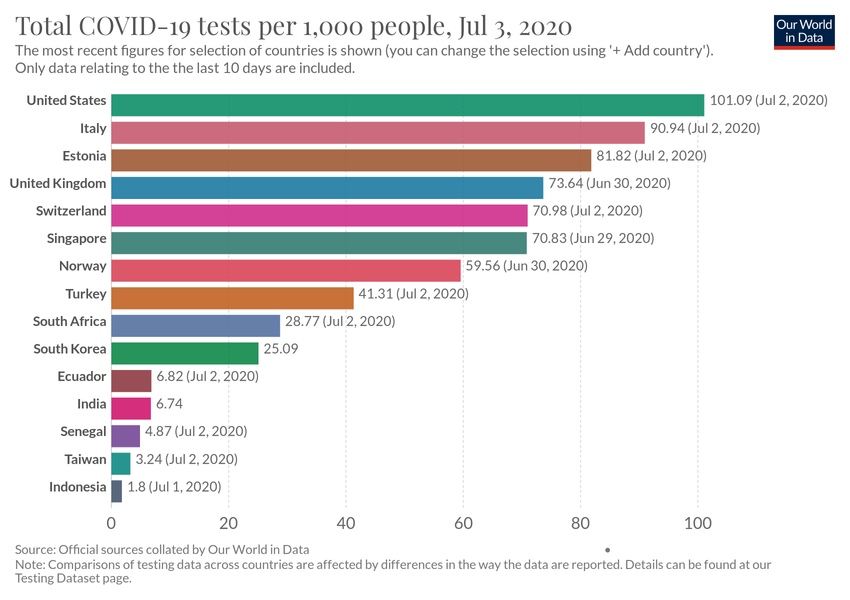 Total COVID-19 tests per 1,000 people, Jul 3, 2020
Our World
in Data
The most recent figures for selection of countries is shown (you can change the selection using '+ Add country').
Only data relating to the the last 10 days are included.
United States 101.09 (Jul 2, 2020)
Italy 90.94 (Jul 2, 2020)
Estonia 81.82 (Jul 2, 2020)
United Kingdom 73.64 (Jun 30, 2020)
Switzerland 70.98 (Jul 2, 2020)
Singapore 70.83 (Jun 29, 2020)
Norway 59.56 (Jun 30, 2020)
Turkey 41.31 (Jul 2, 2020)
South Africa 28.77 (Jul 2, 2020)
South Korea 25.09
Ecuador 6.82 (Jul 2, 2020)
India 6.74
Senegal 4.87 (Jul 2, 2020)
Taiwan 3.24 (Jul 2, 2020)
Indonesia 1.8 (Jul 1, 2020)
0 20 40 60 80 100
Source: Official sources collated by Our World in Data •
Note: Comparisons of testing data across countries are affected by differences in the way the data are reported. Details can be found at our
Testing Dataset page.